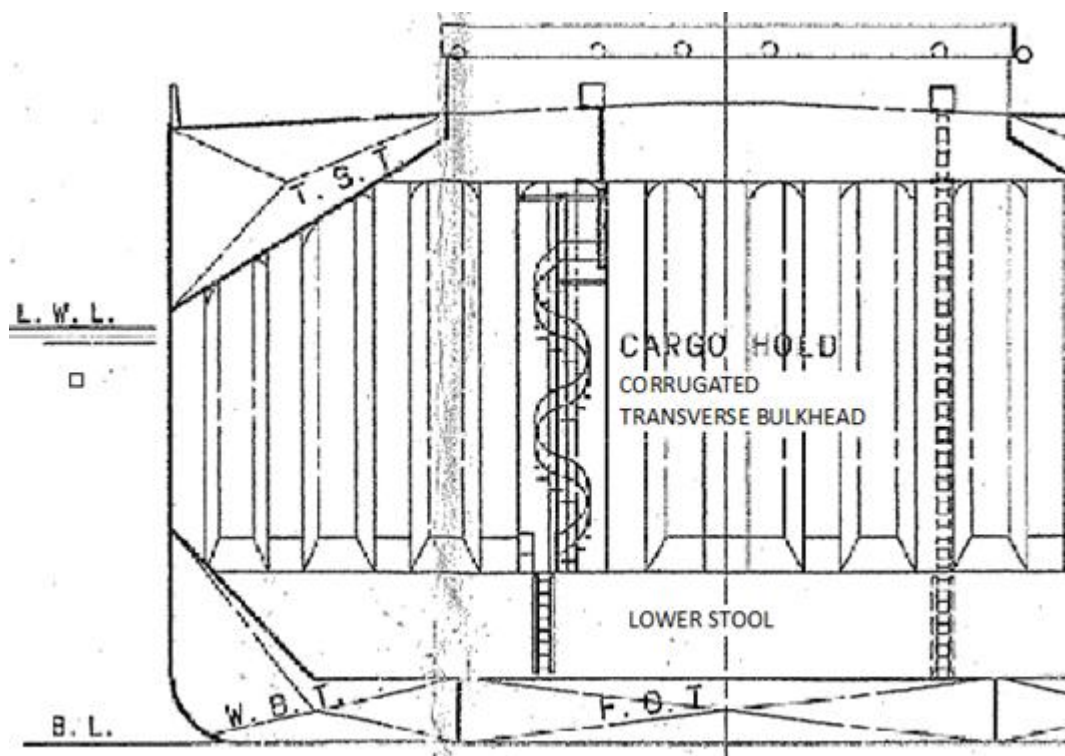 T. S. T.
L. W. L.
CARGO HOLD
CORRUGATED
TRANSVERSE BULKHEAD
LOWER STOOL
W. B. T.
F. O. T
B. L.